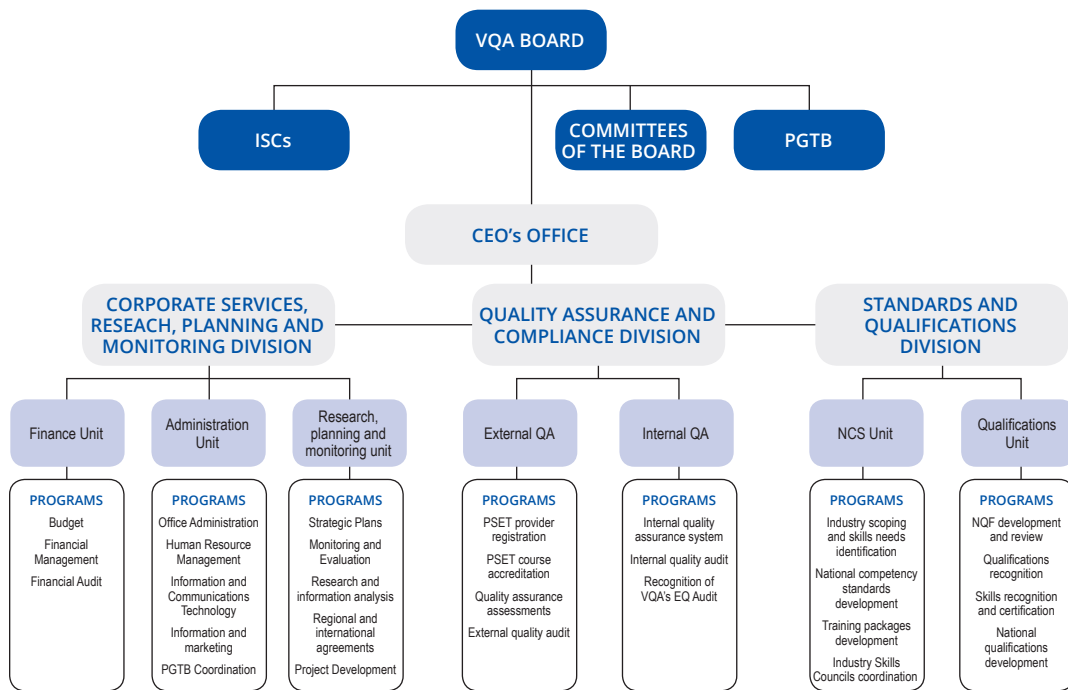 VQA BOARD
ISCs
COMMITTEES
OF THE BOARD
PGTB
CEO's OFFICE
CORPORATE SERVICES,
RESEACH, PLANNING AND
MONITORING DIVISION
QUALITY ASSURANCE AND
COMPLIANCE DIVISION
STANDARDS AND
QUALIFICATIONS
DIVISION
Finance Unit
Administration
Unit
Research,
planning and
monitoring unit
External QA
Internal QA
NCS Unit
Qualifications
Unit
PROGRAMS
Budget
Financial
Management
Financial Audit
PROGRAMS
Office Administration
Human Resource
Management
Information and
Communications
Technology
Information and
marketing
PGTB Coordination
PROGRAMS
Strategic Plans
Monitoring and
Evaluation
Research and
information analysis
Regional and
international
agreements
Project Development
PROGRAMS
PSET provider
registration
PSET course
accreditation
Quality assurance
assessments
External quality audit
PROGRAMS
Internal quality
assurance system
Internal quality audit
Recognition of
VQA's EQ Audit
PROGRAMS
Industry scoping
and skills needs
identification
National competency
standards
development
Training packages
development
Industry Skills
Councils coordination
PROGRAMS
NQF development
and review
Qualifications
recognition
Skills recognition
and certification
National
qualifications
development